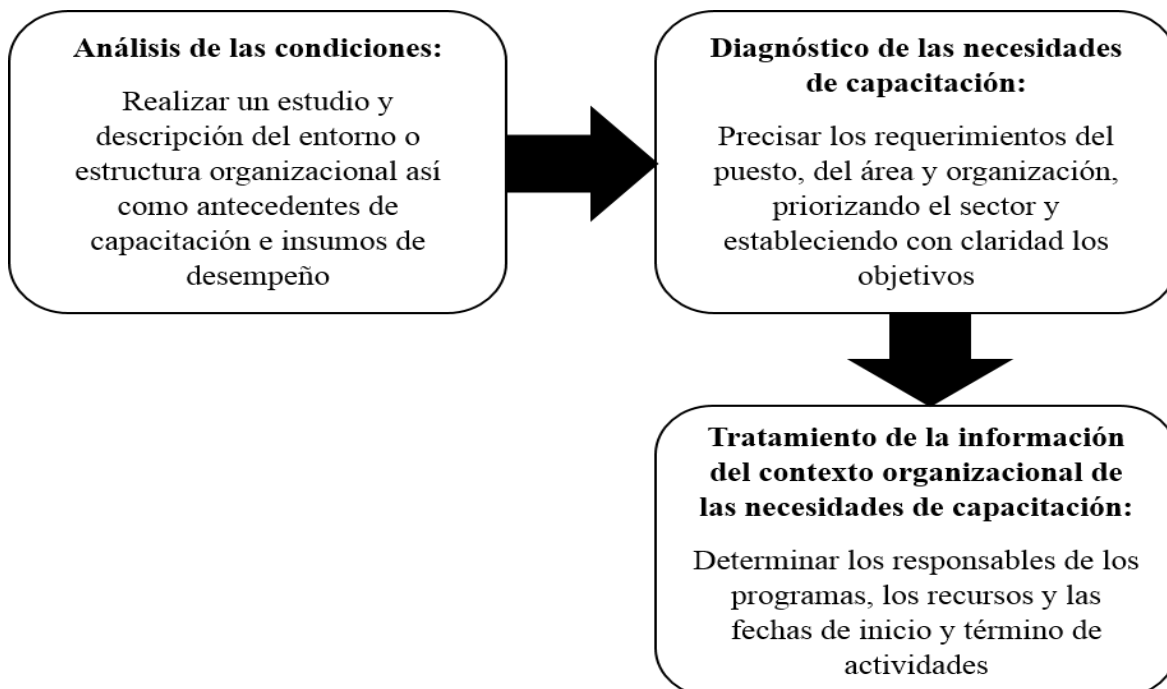 Análisis de las condiciones:
Realizar un estudio y
descripción del entorno o
estructura organizacional así
como antecedentes de
capacitación e insumos de
desempeño
Diagnóstico de las necesidades
de capacitación:
Precisar los requerimientos del
puesto, del área y organización,
priorizando el sector y
estableciendo con claridad los
objetivos
Tratamiento de la información
del contexto organizacional de
las necesidades de capacitación:
Determinar los responsables de los
programas, los recursos y las
fechas de inicio y término de
actividades